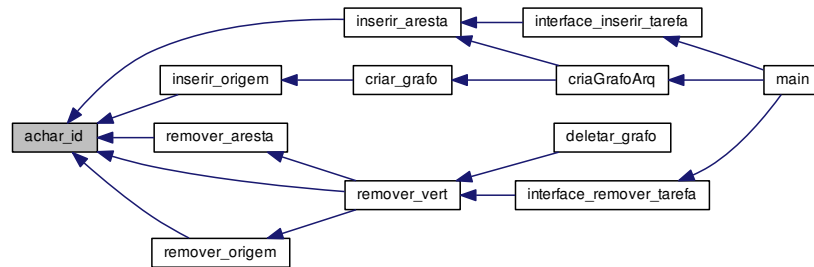 inserir_aresta
interface_inserir_tarefa
inserir_origem
criar_grafo
criaGrafoArq
main
achar_id
remover_aresta
deletar_grafo
remover_vert
interface_remover_tarefa
remover_origem